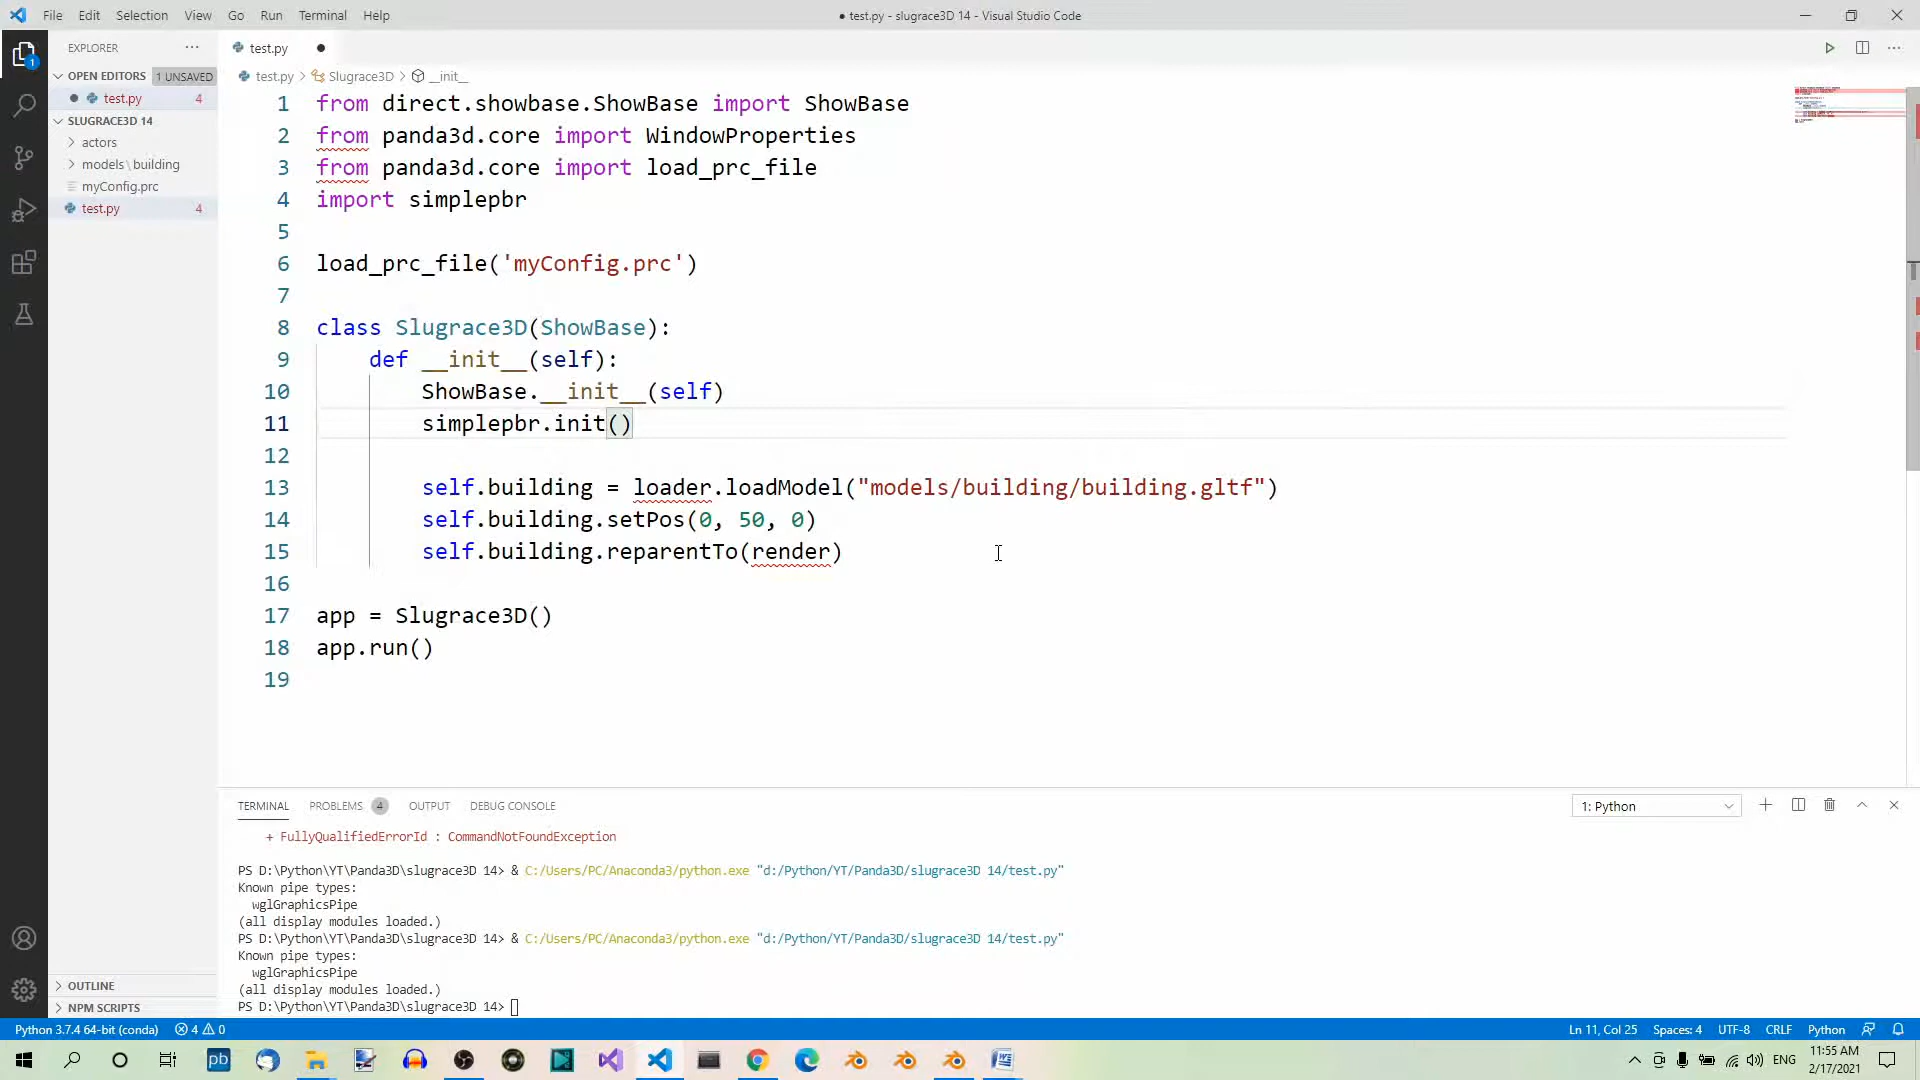 File Edit Selection View Go Run Terminal Help
● test.py - slugrace3D 14 - Visual Studio Code
EXPLORER ···
OPEN EDITORS 1 UNSAVED
test.py 4
SLUGRACE3D 14
actors
models \ building
myConfig.prc
test.py 4
OUTLINE
NPM SCRIPTS
1
test.py
test.py > Slugrace3D > __init__
1 from direct.showbase.ShowBase import ShowBase
2 from panda3d.core import WindowProperties
3 from panda3d.core import load_prc_file
4 import simplepbr
5
6 load_prc_file('myConfig.prc')
7
8 class Slugrace3D(ShowBase):
9 def __init__(self):
10 ShowBase.__init__(self)
11 simplepbr.init()
12
13 self.building = loader.loadModel("models/building/building.gltf")
14 self.building.setPos(0, 50, 0)
15 self.building.reparentTo(render)
16
17 app = Slugrace3D()
18 app.run()
19
TERMINAL PROBLEMS 4 OUTPUT DEBUG CONSOLE 1: Python
+ FullyQualifiedErrorId : CommandNotFoundException
PS D:\Python\YT\Panda3D\slugrace3D 14> & C:/Users/PC/Anaconda3/python.exe "d:/Python/YT/Panda3D/slugrace3D 14/test.py"
Known pipe types:
wglGraphicsPipe
(all display modules loaded.)
PS D:\Python\YT\Panda3D\slugrace3D 14> & C:/Users/PC/Anaconda3/python.exe "d:/Python/YT/Panda3D/slugrace3D 14/test.py"
Known pipe types:
wglGraphicsPipe
(all display modules loaded.)
PS D:\Python\YT\Panda3D\slugrace3D 14>
Python 3.7.4 64-bit (conda) 4 0 Ln 11, Col 25 Spaces: 4 UTF-8 CRLF Python
pb ENG 11:55 AM
2/17/2021